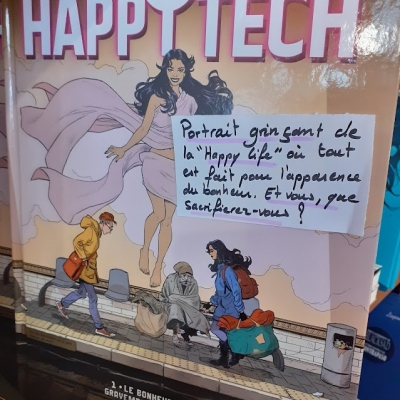 HAPPYTECH
Portrait grinçant de
la "Happy life" où tout
est fait pour l'apparence
du bonheur. Et vous, que
sacrifierez-vous ?
1 • LE BONHEUR